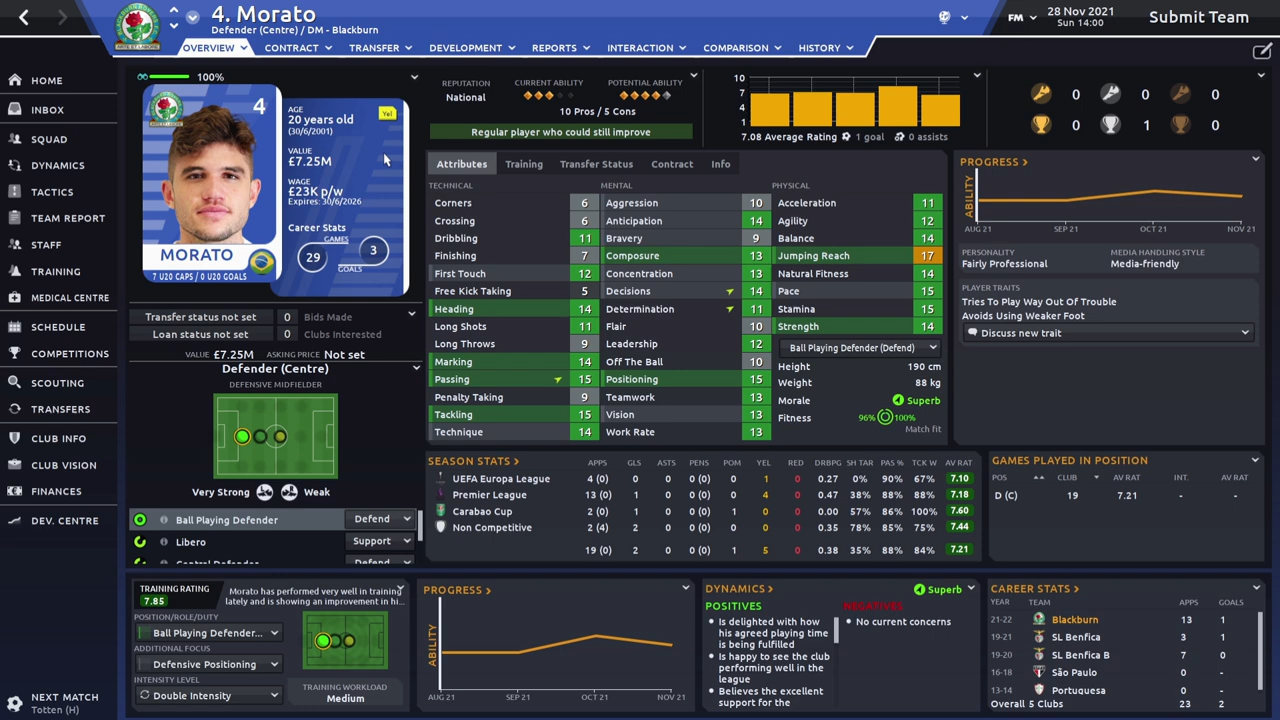 4. Morato
Defender (Centre) / DM - Blackburn
FM
28 Nov 2021
Sun 14:00
Submit Team
OVERVIEW
CONTRACT
TRANSFER
DEVELOPMENT
REPORTS
INTERACTION
COMPARISON
HISTORY
HOME
INBOX
SQUAD
DYNAMICS
TACTICS
TEAM REPORT
STAFF
TRAINING
MEDICAL CENTRE
SCHEDULE
COMPETITIONS
SCOUTING
TRANSFERS
CLUB INFO
CLUB VISION
FINANCES
DEV. CENTRE
NEXT MATCH
Totten (H)
100%
4
AGE
20 years old
(30/6/2001)
Yel
VALUE
£7.25M
WAGE
£23K p/w
Expires: 30/6/2026
Career Stats
GAMES
29
3
GOALS
MORATO
7 U20 CAPS / 0 U20 GOALS
Transfer status not set 0 Bids Made
Loan status not set 0 Clubs Interested
VALUE £7.25M ASKING PRICE Not set
Defender (Centre)
DEFENSIVE MIDFIELDER
Very Strong Weak
Ball Playing Defender Defend
Libero Support
REPUTATION
National
CURRENT ABILITY
POTENTIAL ABILITY
10 Pros / 5 Cons
Regular player who could still improve
10
7
4
1
7.08 Average Rating 1 goal 0 assists
0 0 0
0 1 0
Attributes Training Transfer Status Contract Info
TECHNICAL MENTAL PHYSICAL
Corners 6 Aggression 10 Acceleration 11
Crossing 6 Anticipation 14 Agility 12
Dribbling 11 Bravery 9 Balance 14
Finishing 7 Composure 13 Jumping Reach 17
First Touch 12 Concentration 13 Natural Fitness 14
Free Kick Taking 5 Decisions 14 Pace 15
Heading 14 Determination 11 Stamina 15
Long Shots 11 Flair 10 Strength 14
Long Throws 9 Leadership 12 Ball Playing Defender (Defend)
Marking 14 Off The Ball 10 Height 190 cm
Passing 15 Positioning 15 Weight 88 kg
Penalty Taking 9 Teamwork 13 Morale Superb
Tackling 15 Vision 13 Fitness 96% 100%
Technique 14 Work Rate 13 Match fit
PROGRESS >
ABILITY
AUG 21 SEP 21 OCT 21 NOV 21
PERSONALITY MEDIA HANDLING STYLE
Fairly Professional Media-friendly
PLAYER TRAITS
Tries To Play Way Out Of Trouble
Avoids Using Weaker Foot
Discuss new trait
SEASON STATS > APPS GLS ASTS PENS POM YEL RED DRBPG SH TAR PAS % TCK W AV RAT
UEFA Europa League 4 (0) 0 0 0 (0) 0 1 0 0.27 0% 90% 67% 7.10
Premier League 13 (0) 1 0 0 (0) 0 4 0 0.47 38% 88% 88% 7.18
Carabao Cup 2 (0) 1 0 0 (0) 1 0 0 0.00 57% 86% 100% 7.60
Non Competitive 2 (4) 2 0 0 (0) 0 0 0 0.35 78% 85% 75% 7.44
19 (0) 2 0 0 (0) 1 5 0 0.38 35% 88% 84% 7.21
GAMES PLAYED IN POSITION
POS CLUB AV RAT INT. AV RAT
D (C) 19 7.21 - -
TRAINING RATING
7.85
Morato has performed very well in training
lately and is showing an improvement in hi...
POSITION/ROLE/DUTY
Ball Playing Defender...
ADDITIONAL FOCUS
Defensive Positioning
INTENSITY LEVEL
Double Intensity
TRAINING WORKLOAD
Medium
PROGRESS >
ABILITY
AUG 21 SEP 21 OCT 21 NOV 21
DYNAMICS > Superb
POSITIVES NEGATIVES
Is delighted with how
his agreed playing time
is being fulfilled
Is happy to see the club
performing well in the
league
Believes the excellent
support for the
No current concerns
CAREER STATS >
YEAR TEAM APPS GOALS
21-22 Blackburn 13 1
19-21 SL Benfica 3 1
19-20 SL Benfica B 7 0
16-18 São Paulo 0 -
13-14 Portuguesa 0 -
Overall 5 Clubs 23 2